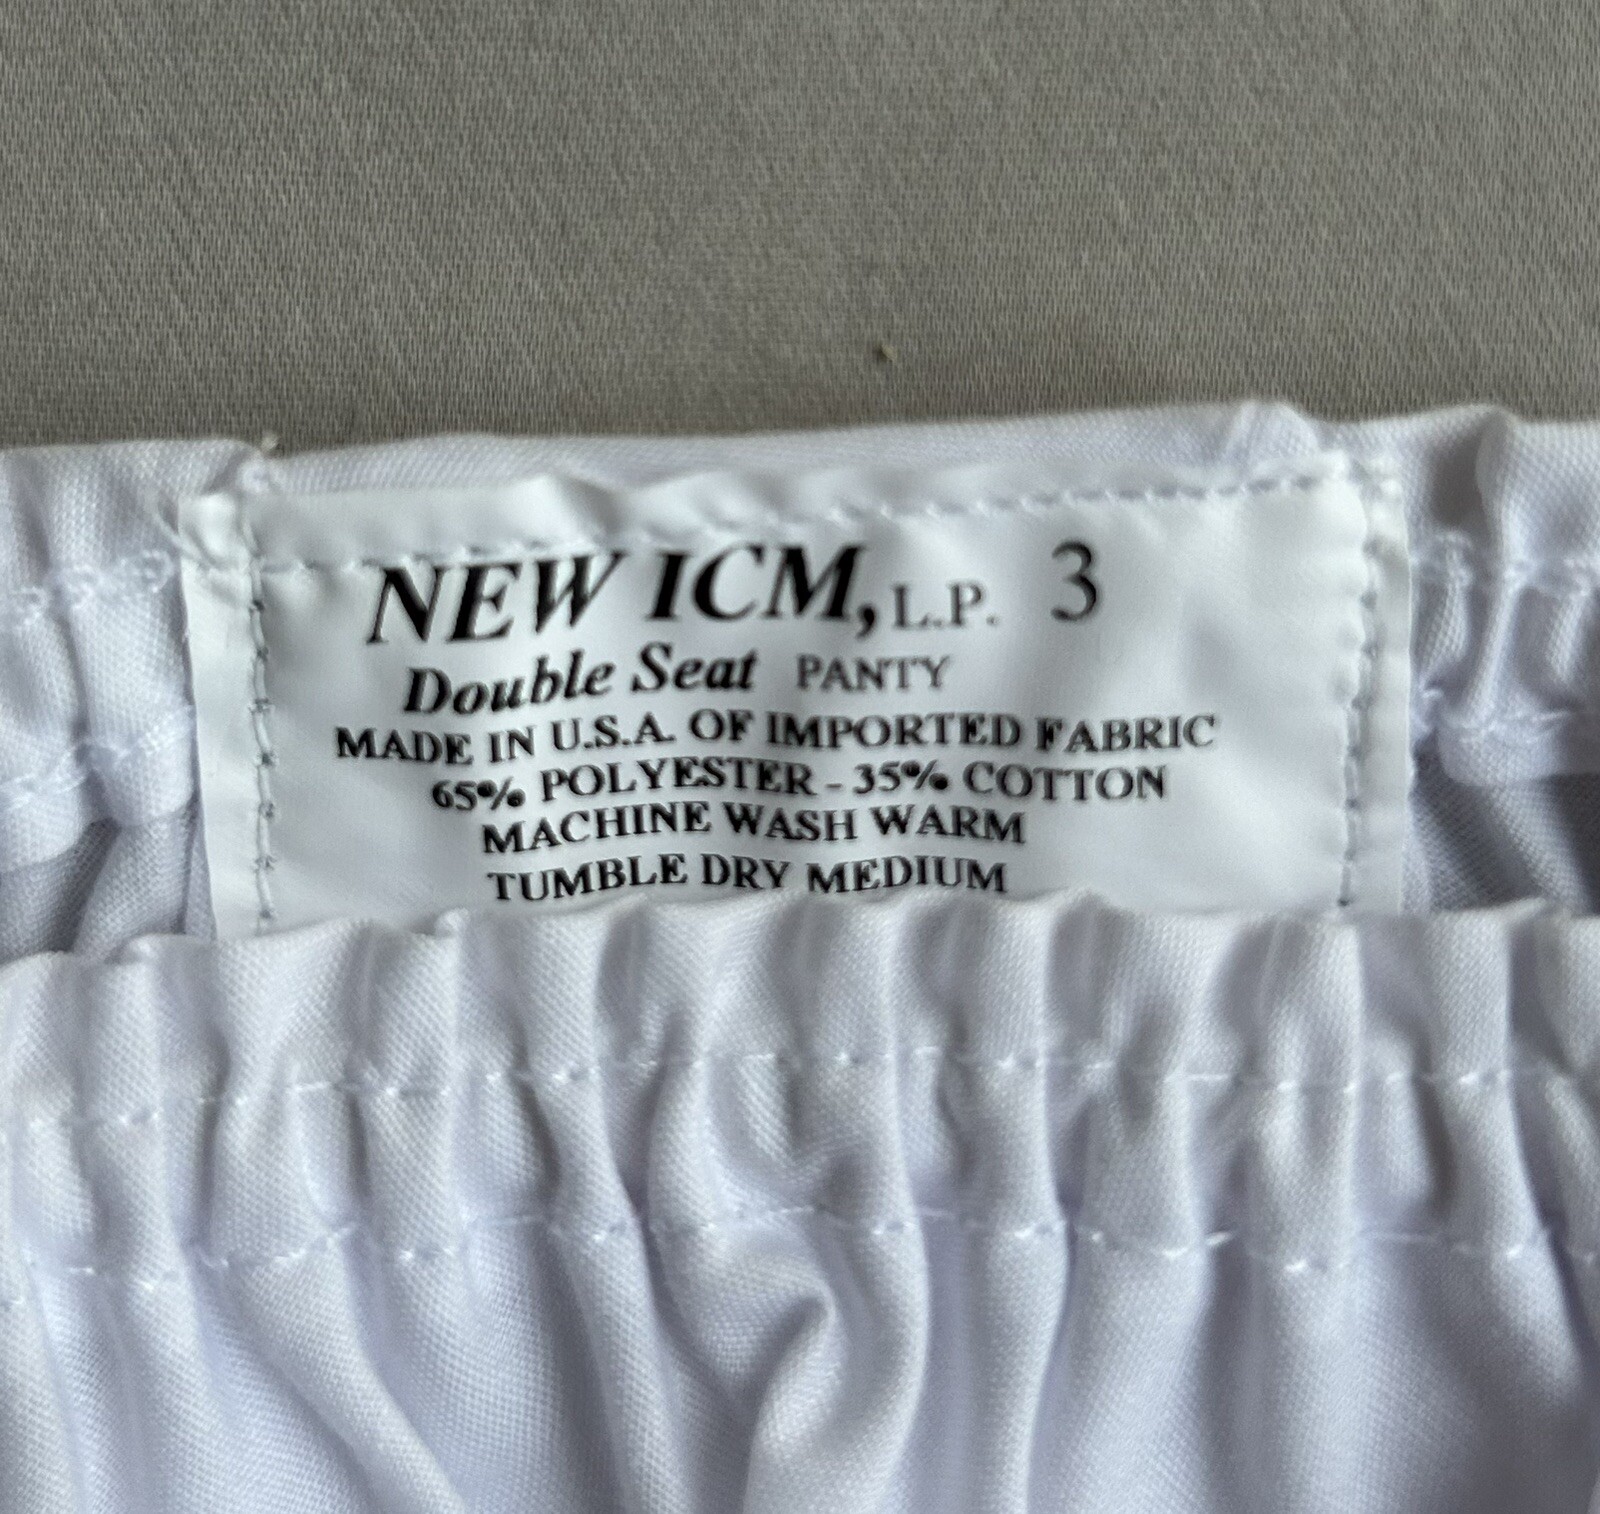 NEW ICM, L.P. 3
Double Seat PANTY
MADE IN U.S.A. OF IMPORTED FABRIC
65% POLYESTER - 35% COTTON
MACHINE WASH WARM
TUMBLE DRY MEDIUM